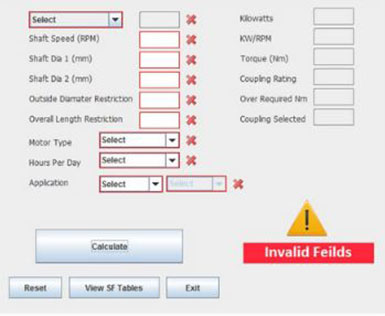 Select Kilowatts
Shaft Speed (RPM) KW/RPM
Shaft Dia 1 (mm) Torque (Nm)
Shaft Dia 2 (mm) Coupling Rating
Outside Diamater Restriction Over Required Nm
Overall Length Restriction Coupling Selected
Motor Type Select
Hours Per Day Select
Application Select Select
Calculate
Invalid Feilds
Reset View SF Tables Exit